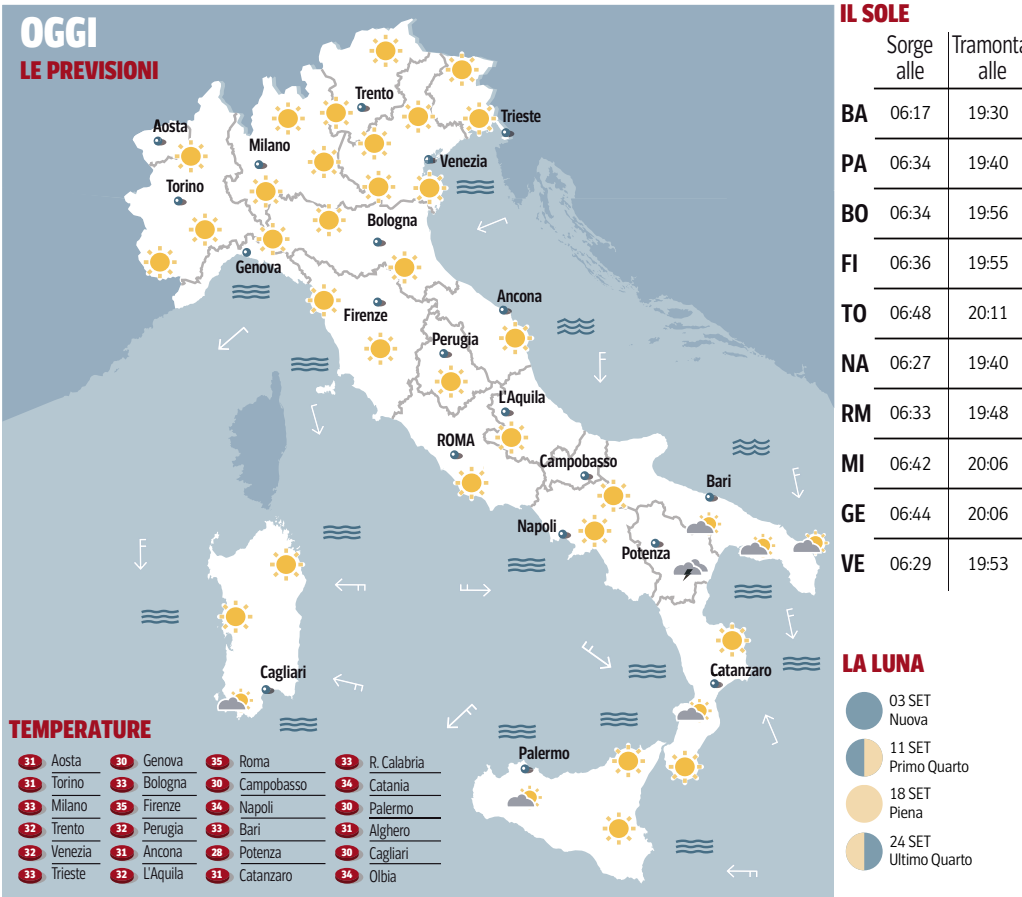 OGGI
LE PREVISIONI
Trento
Trieste
Aosta
Milano
Venezia
Torino
Bologna
Genova
Ancona
Firenze
Perugia
L'Aquila
ROMA
Campobasso
Bari
Napoli
Potenza
Cagliari
Catanzaro
Palermo
TEMPERATURE
31 Aosta
31 Torino
33 Milano
32 Trento
32 Venezia
33 Trieste
30 Genova
33 Bologna
35 Firenze
32 Perugia
31 Ancona
32 L'Aquila
35 Roma
30 Campobasso
34 Napoli
33 Bari
28 Potenza
31 Catanzaro
33 R. Calabria
34 Catania
30 Palermo
31 Alghero
30 Cagliari
34 Olbia
IL SOLE
Sorge alle Tramonta alle
BA 06:17 19:30
PA 06:34 19:40
BO 06:34 19:56
FI 06:36 19:55
TO 06:48 20:11
NA 06:27 19:40
RM 06:33 19:48
MI 06:42 20:06
GE 06:44 20:06
VE 06:29 19:53
LA LUNA
03 SET
Nuova
11 SET
Primo Quarto
18 SET
Piena
24 SET
Ultimo Quarto